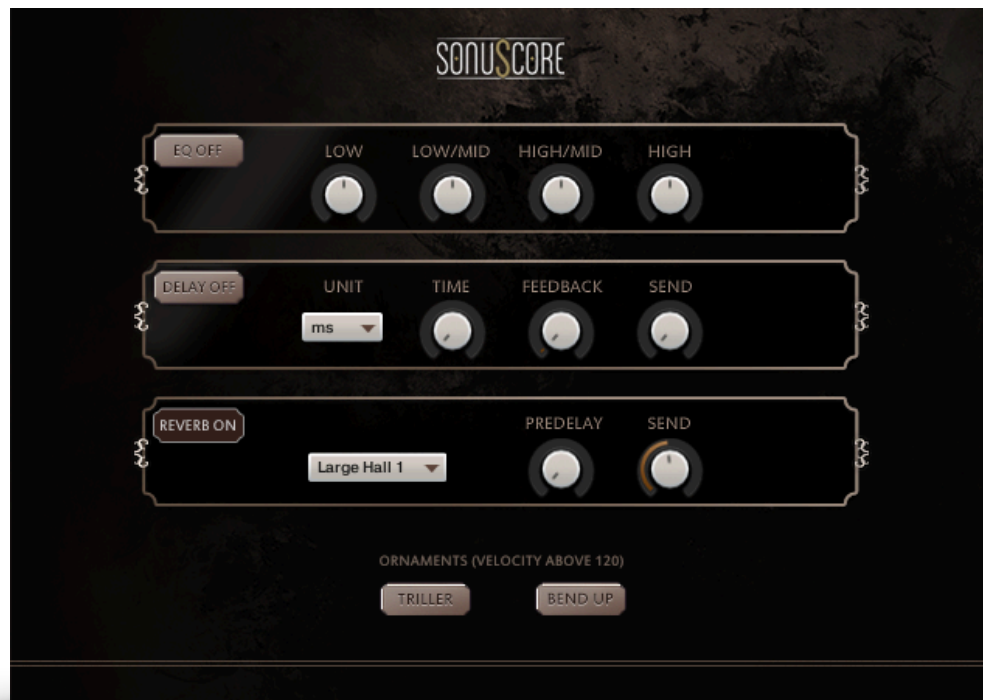 SONUSCORE
EQ OFF
LOW
LOW/MID
HIGH/MID
HIGH
DELAY OFF
UNIT
TIME
FEEDBACK
SEND
ms
REVERB ON
PREDELAY
SEND
Large Hall 1
ORNAMENTS (VELOCITY ABOVE 120)
TRILLER
BEND UP